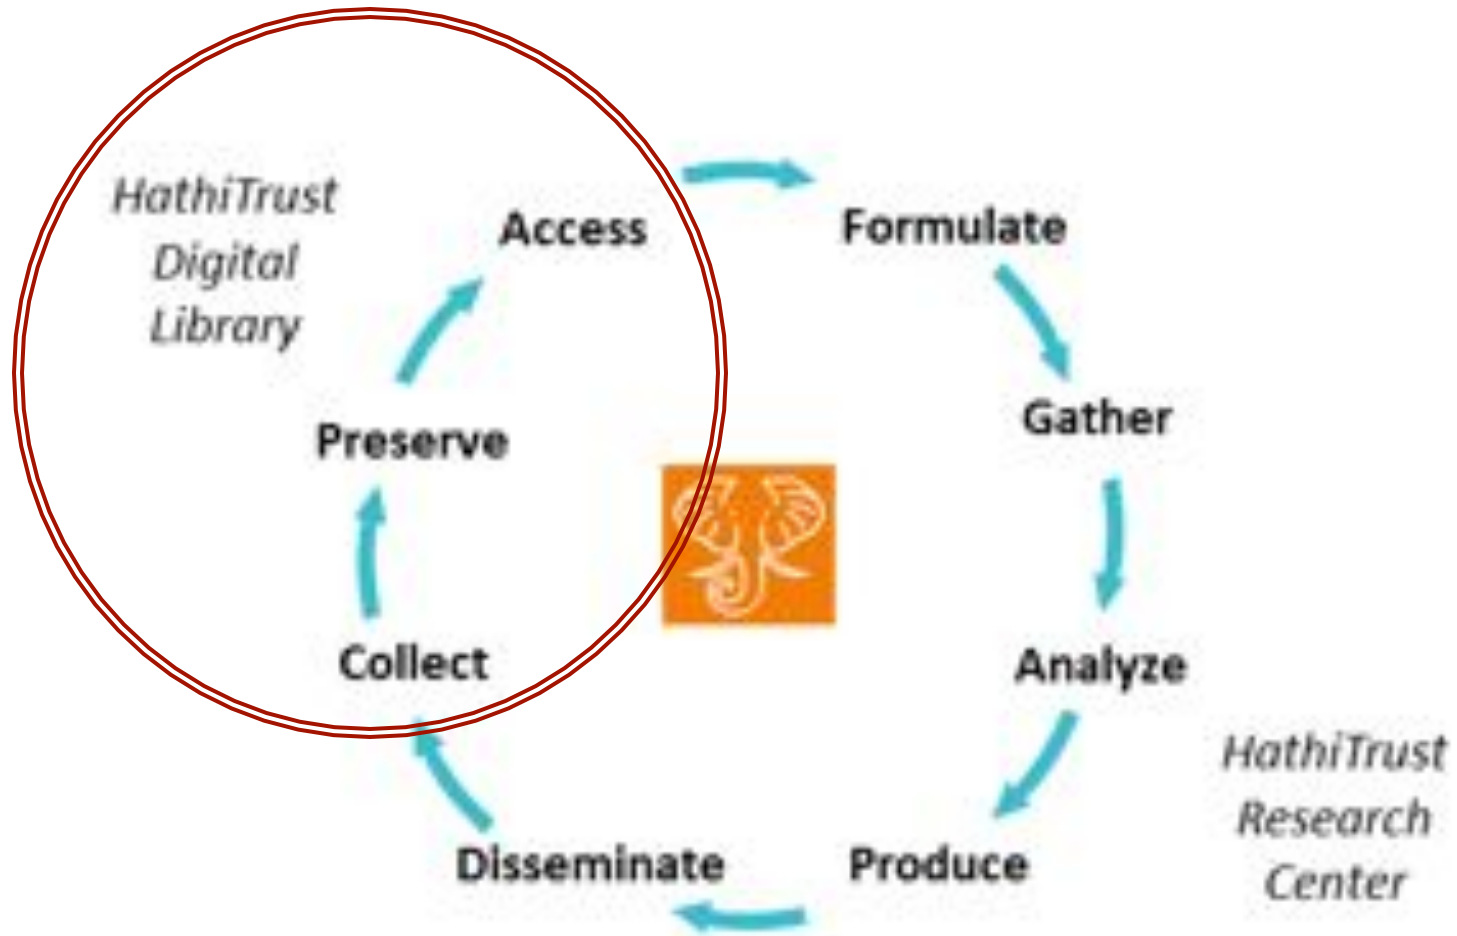 HathiTrust
Digital
Library
Access
Formulate
Gather
Preserve
Collect
Analyze
Disseminate
Produce
HathiTrust
Research
Center